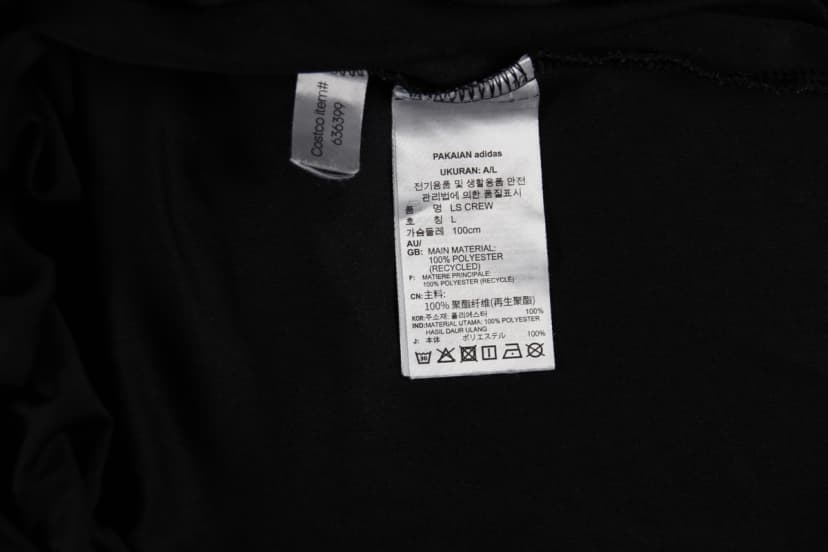 Costco item#
636399
PAKAIAN adidas
UKURAN: A/L
전기용품 및 생활용품 안전
관리법에 의한 품질표시
품 명 LS CREW
호 칭 L
가슴둘레 100cm
AU/
GB: MAIN MATERIAL:
100% POLYESTER
(RECYCLED)
F: MATIERE PRINCIPALE:
100% POLYESTER (RECYCLÉ)
CN: 主料:
100% 聚酯纤维(再生聚酯)
KOR: 주소재: 폴리에스터 100%
IND: MATERIAL UTAMA: 100% POLYESTER
HASIL DAUR ULANG
J: 本体 ポリエステル 100%